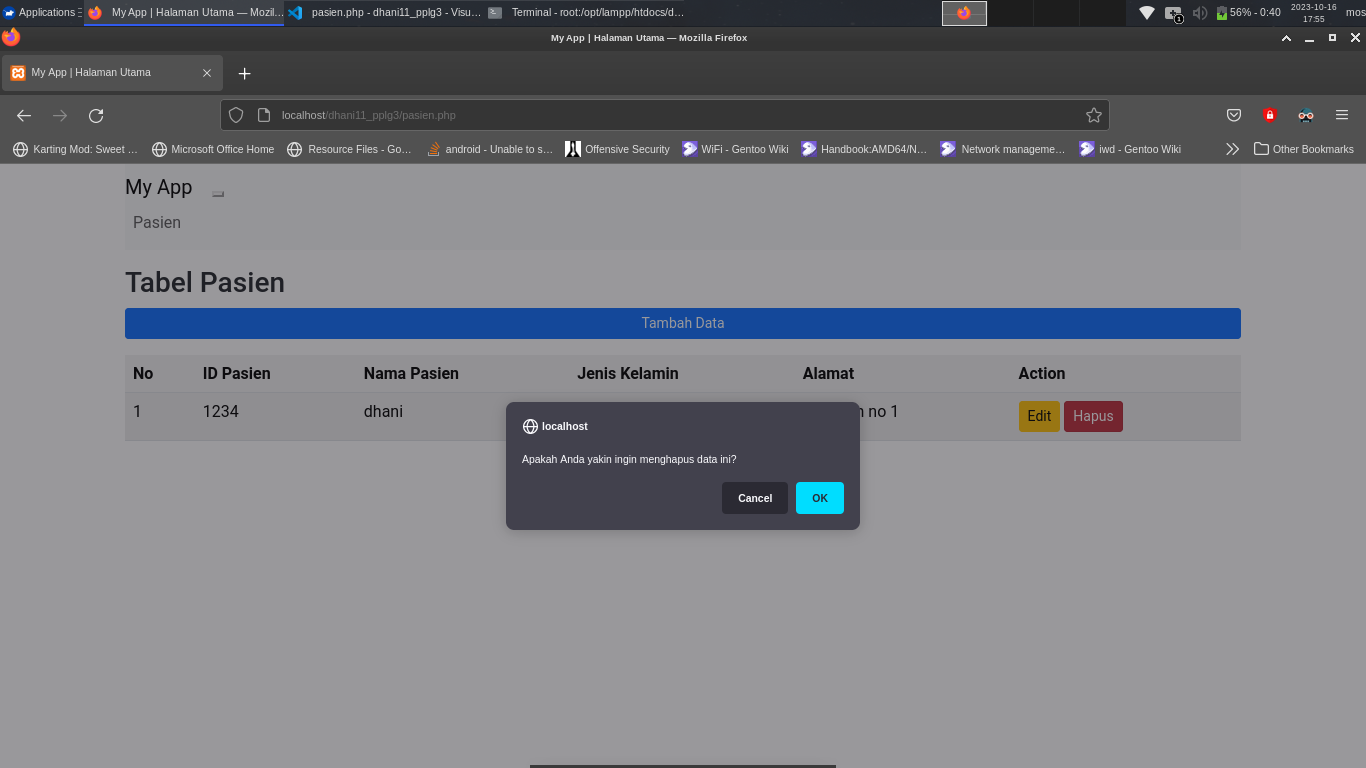 Applications
My App | Halaman Utama — Mozil...
pasien.php - dhani11_pplg3 - Visu...
Terminal - root:/opt/lampp/htdocs/d...
1
56% - 0:40
2023-10-16
17:55
mos
My App | Halaman Utama — Mozilla Firefox
My App | Halaman Utama
localhost/dhani11_pplg3/pasien.php
Karting Mod: Sweet ...
Microsoft Office Home
Resource Files - Go...
android - Unable to s...
Offensive Security
WiFi - Gentoo Wiki
Handbook:AMD64/N...
Network manageme...
iwd - Gentoo Wiki
Other Bookmarks
My App
Pasien
Tabel Pasien
Tambah Data
No ID Pasien Nama Pasien Jenis Kelamin Alamat Action
1 1234 dhani no 1 Edit Hapus
localhost
Apakah Anda yakin ingin menghapus data ini?
Cancel OK